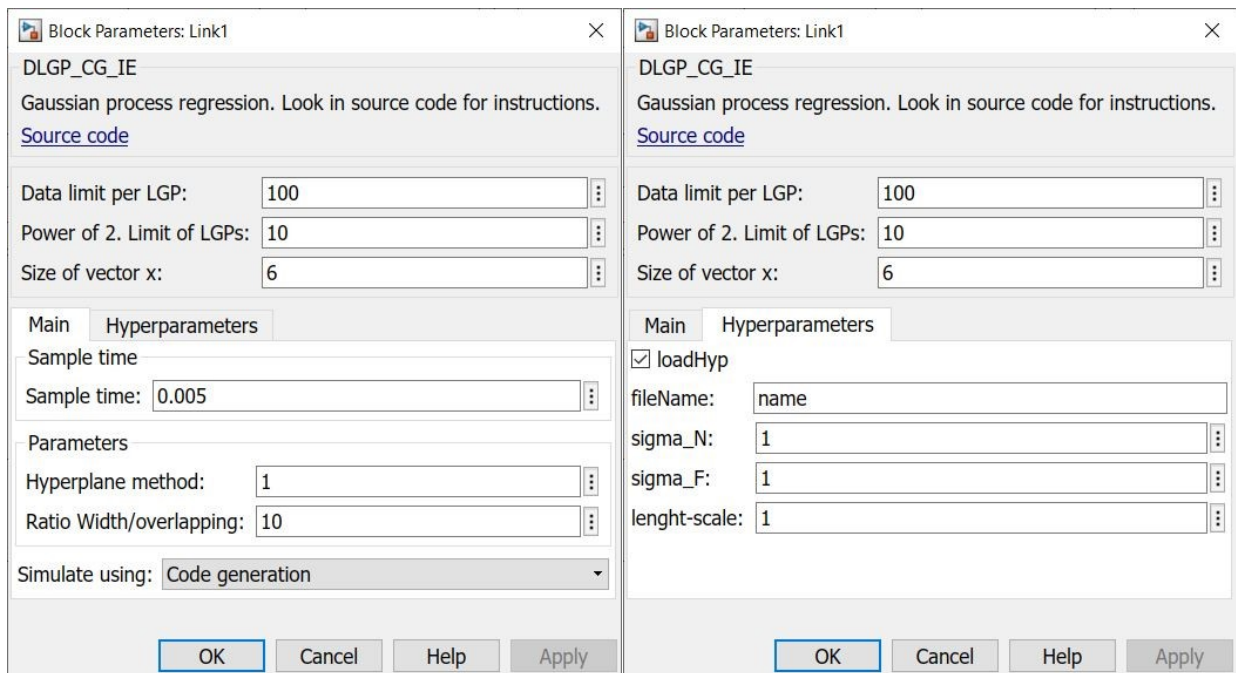 Block Parameters: Link1
DLGP_CG_IE
Gaussian process regression. Look in source code for instructions.
Source code
Data limit per LGP: 100
Power of 2. Limit of LGPs: 10
Size of vector x: 6
Main Hyperparameters
Sample time
Sample time: 0.005
Parameters
Hyperplane method: 1
Ratio Width/overlapping: 10
Simulate using: Code generation
OK Cancel Help Apply
Block Parameters: Link1
DLGP_CG_IE
Gaussian process regression. Look in source code for instructions.
Source code
Data limit per LGP: 100
Power of 2. Limit of LGPs: 10
Size of vector x: 6
Main Hyperparameters
loadHyp
fileName: name
sigma_N: 1
sigma_F: 1
lenght-scale: 1
OK Cancel Help Apply